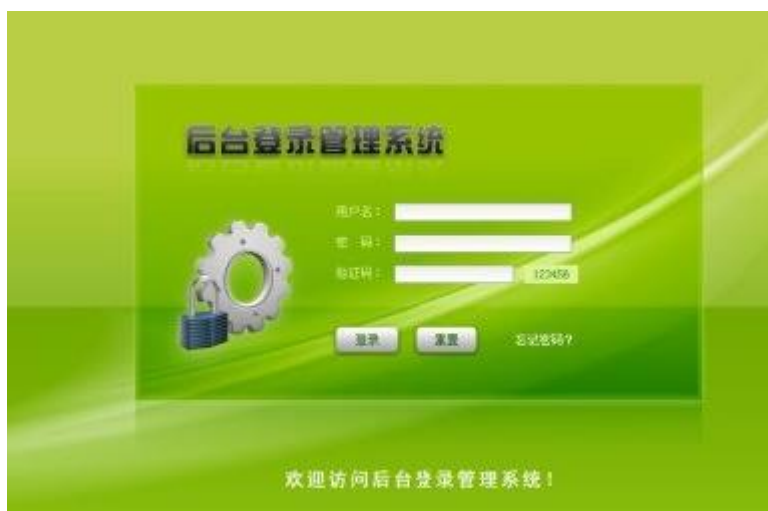 后台登录管理系统
用户名：
密 码：
验证码： 123456
登录 重置 忘记密码？
欢迎访问后台登录管理系统！